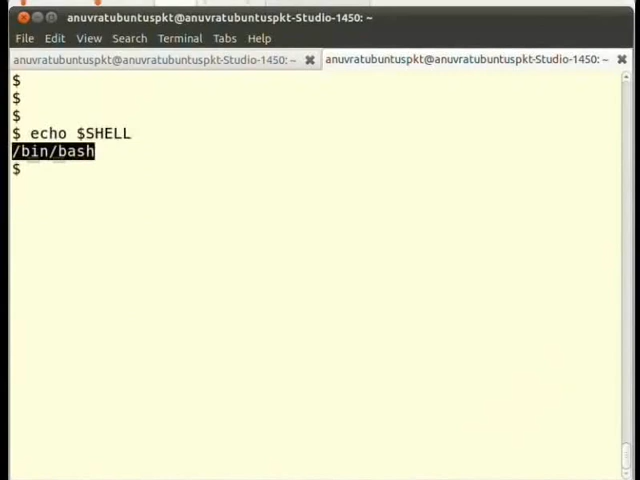 anuvratubuntuspkt@anuvratubuntuspkt-Studio-1450: ~
File Edit View Search Terminal Tabs Help
anuvratubuntuspkt@anuvratubuntuspkt-Studio-1450: ~ anuvratubuntuspkt@anuvratubuntuspkt-Studio-1450: ~
$
$
$
$ echo $SHELL
/bin/bash
$